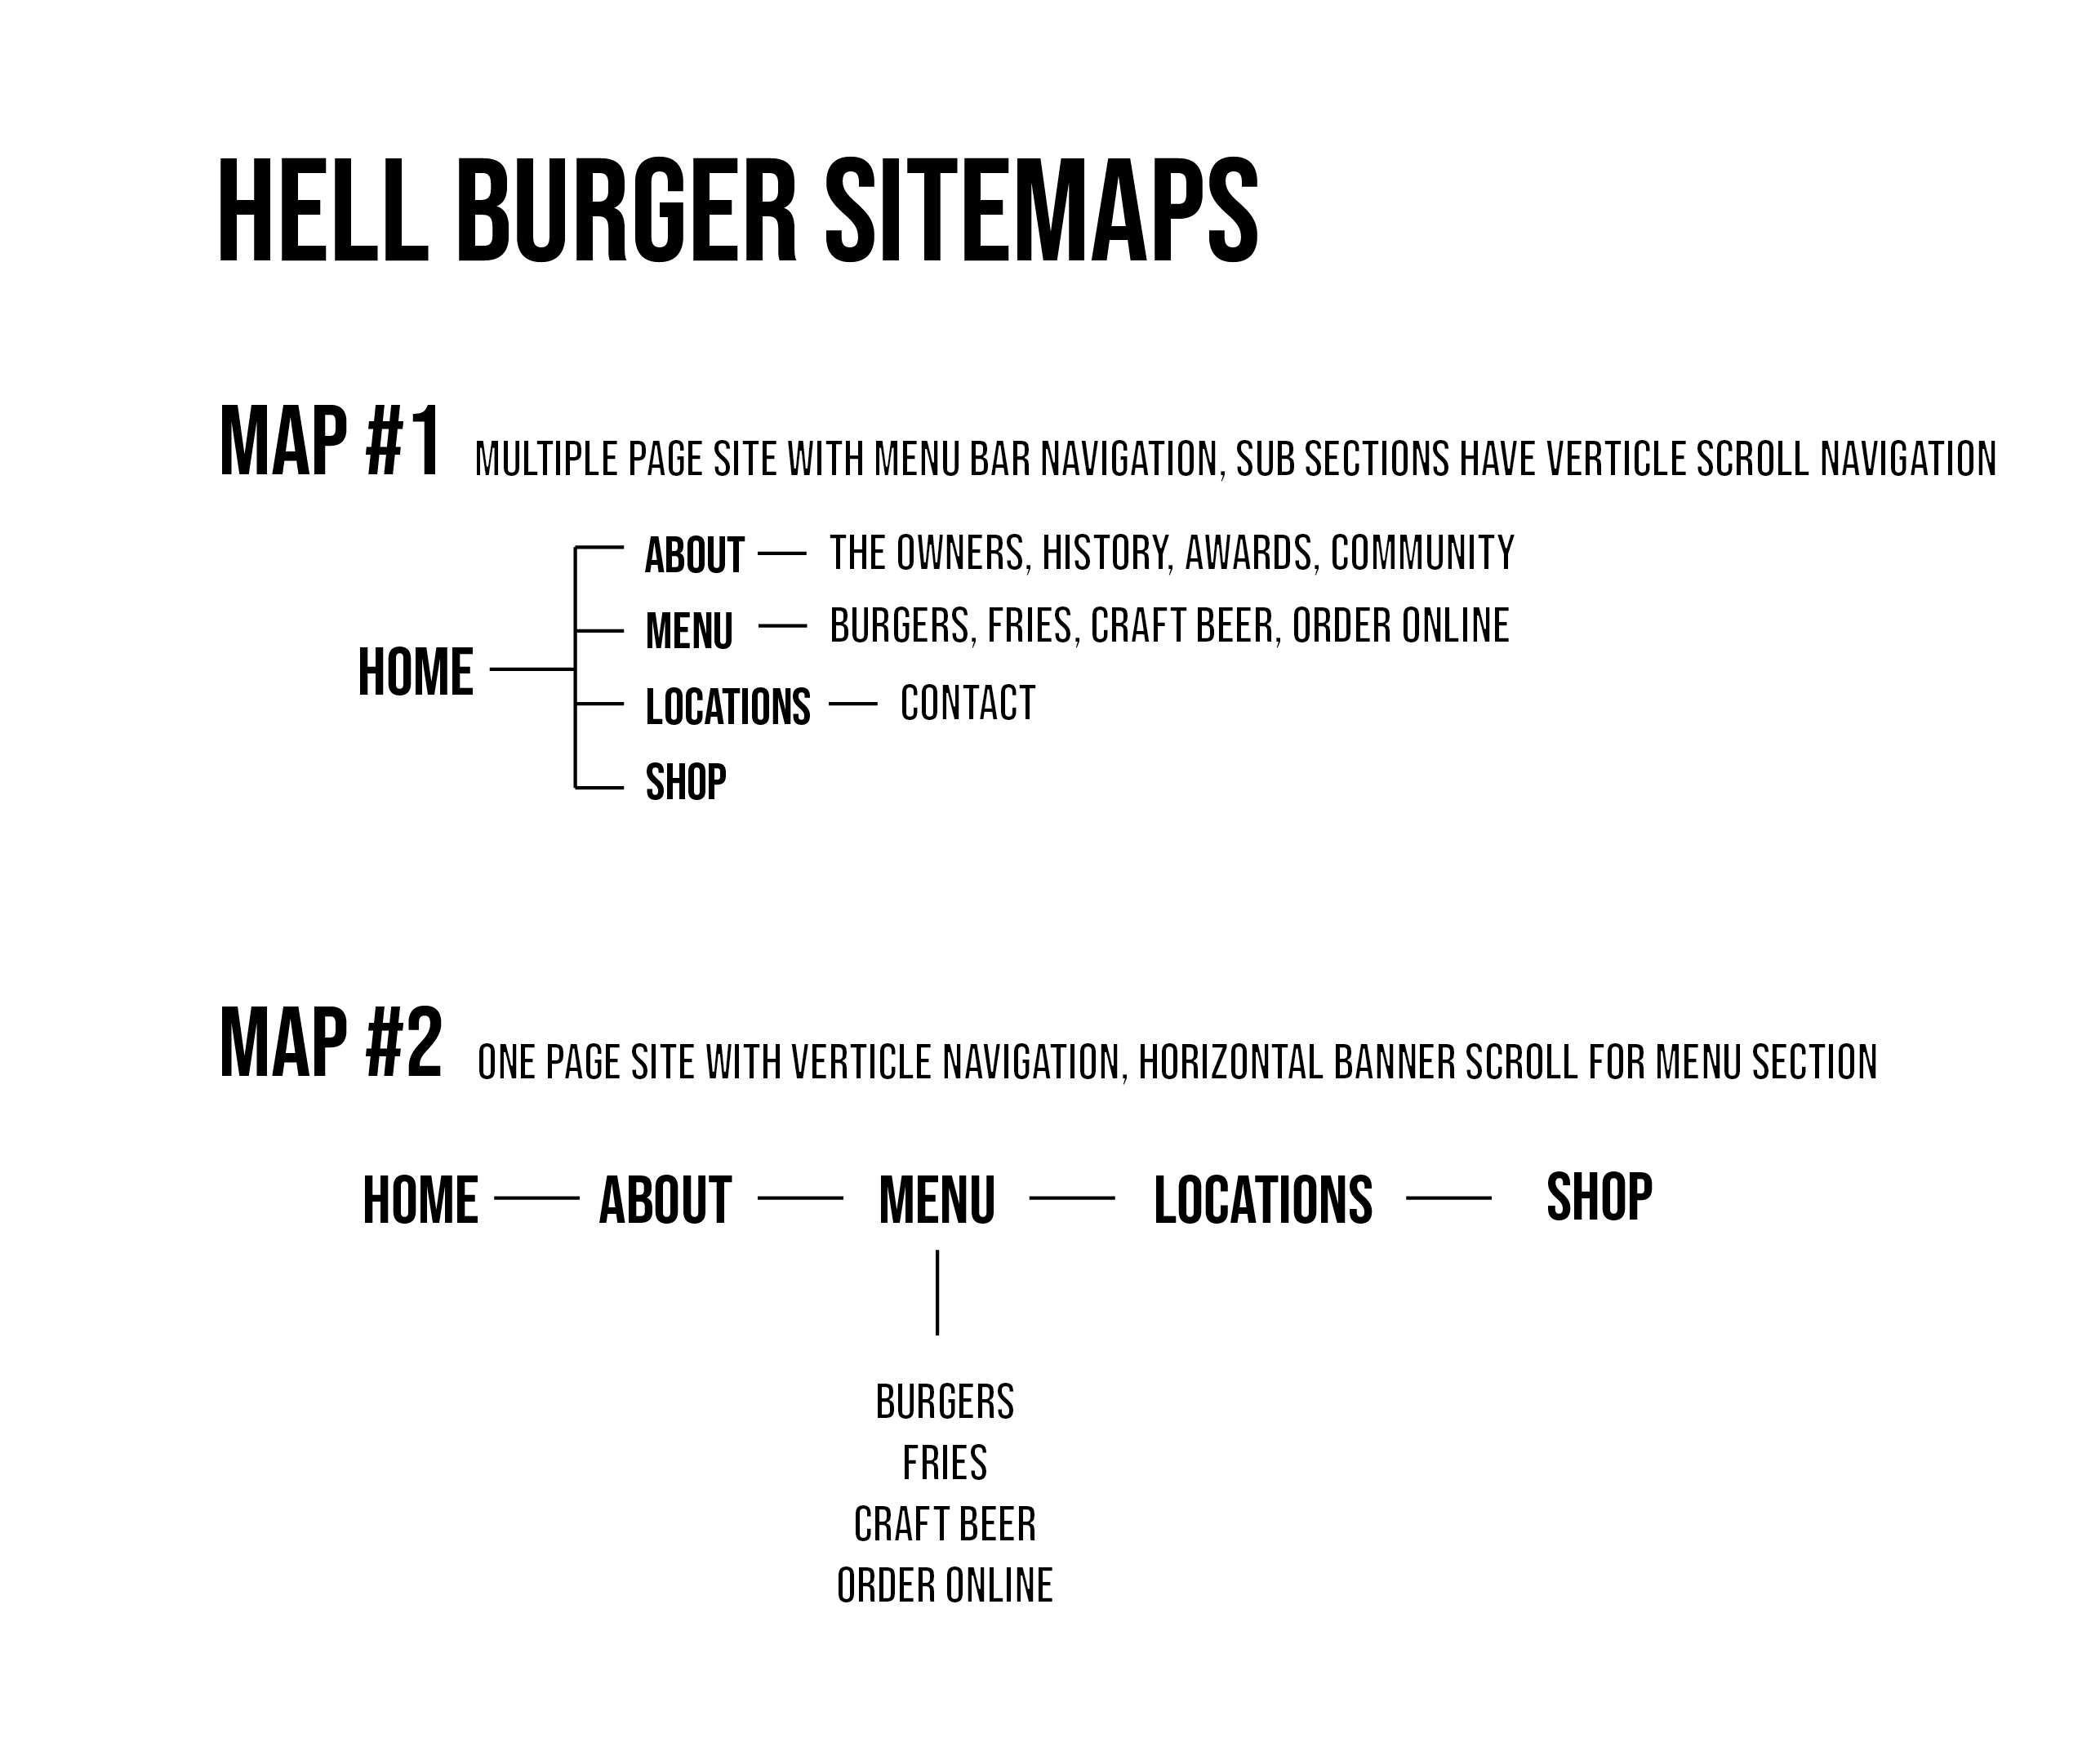 HELL BURGER SITEMAPS
MAP #1 MULTIPLE PAGE SITE WITH MENU BAR NAVIGATION, SUB SECTIONS HAVE VERTICLE SCROLL NAVIGATION
ABOUT — THE OWNERS, HISTORY, AWARDS, COMMUNITY
MENU — BURGERS, FRIES, CRAFT BEER, ORDER ONLINE
HOME
LOCATIONS — CONTACT
SHOP
MAP #2 ONE PAGE SITE WITH VERTICLE NAVIGATION, HORIZONTAL BANNER SCROLL FOR MENU SECTION
HOME — ABOUT — MENU — LOCATIONS — SHOP
BURGERS
FRIES
CRAFT BEER
ORDER ONLINE